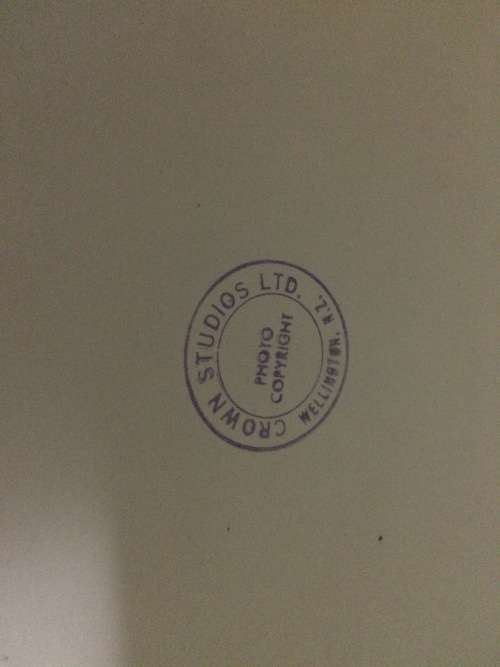 CROWN STUDIOS LTD.
WELLINGTON, N.Z.
PHOTO
COPYRIGHT